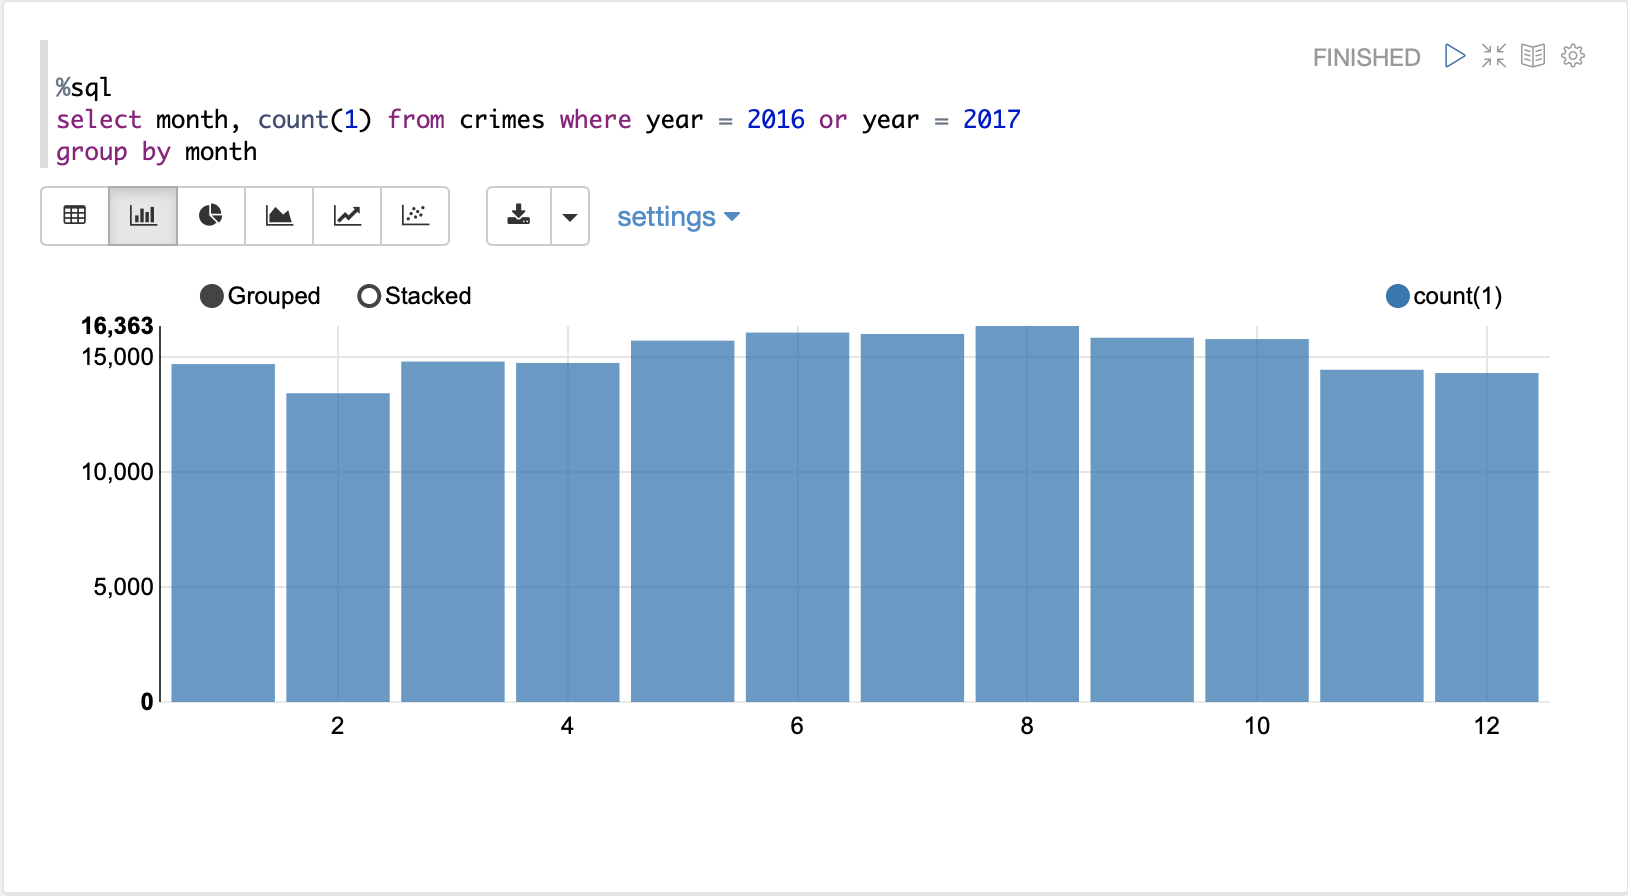 FINISHED
%sql
select month, count(1) from crimes where year = 2016 or year = 2017
group by month
settings
Grouped Stacked count(1)
16,363
15,000
10,000
5,000
0
2 4 6 8 10 12